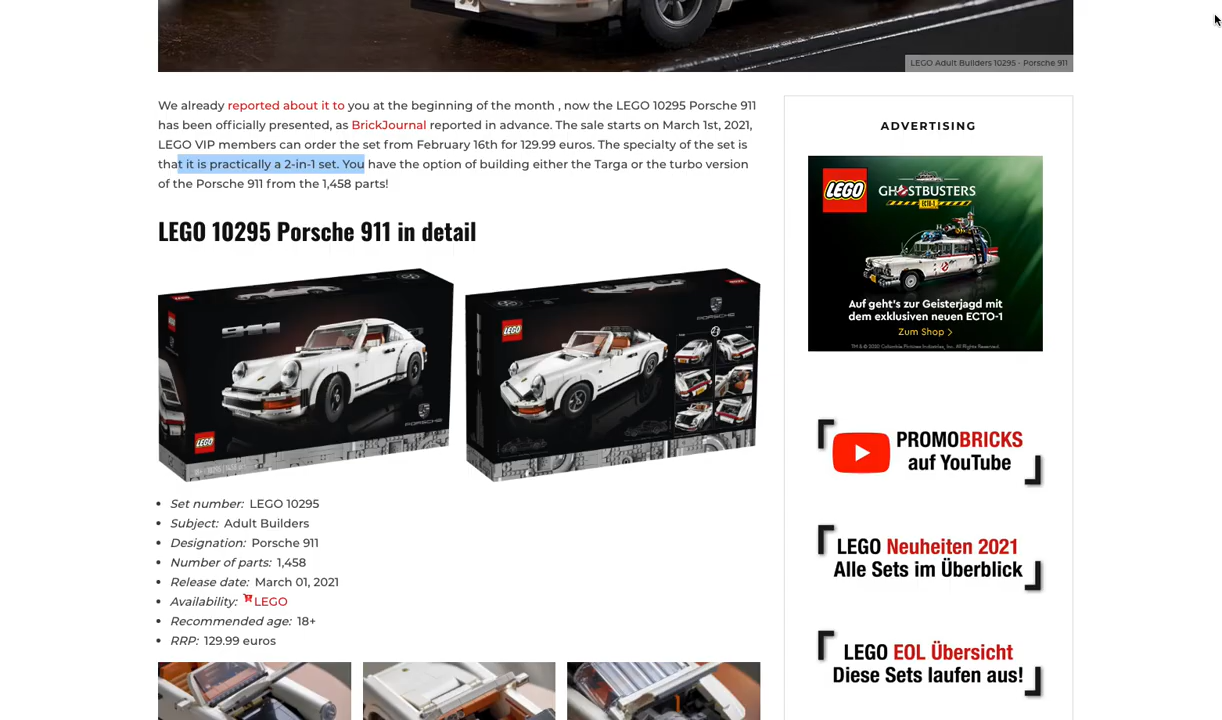 LEGO Adult Builders 10295 - Porsche 911
We already reported about it to you at the beginning of the month , now the LEGO 10295 Porsche 911
has been officially presented, as BrickJournal reported in advance. The sale starts on March 1st, 2021,
LEGO VIP members can order the set from February 16th for 129.99 euros. The specialty of the set is
that it is practically a 2-in-1 set. You have the option of building either the Targa or the turbo version
of the Porsche 911 from the 1,458 parts!
LEGO 10295 Porsche 911 in detail
LEGO
911
PORSCHE
LEGO
LEGO
PORSCHE
Set number: LEGO 10295
Subject: Adult Builders
Designation: Porsche 911
Number of parts: 1,458
Release date: March 01, 2021
Availability: LEGO
Recommended age: 18+
RRP: 129.99 euros
ADVERTISING
LEGO
GHOSTBUSTERS
ECTO-1
Auf geht's zur Geisterjagd mit
dem exklusiven neuen ECTO-1
Zum Shop >
PROMOBRICKS
auf YouTube
LEGO Neuheiten 2021
Alle Sets im Überblick
LEGO EOL Übersicht
Diese Sets laufen aus!